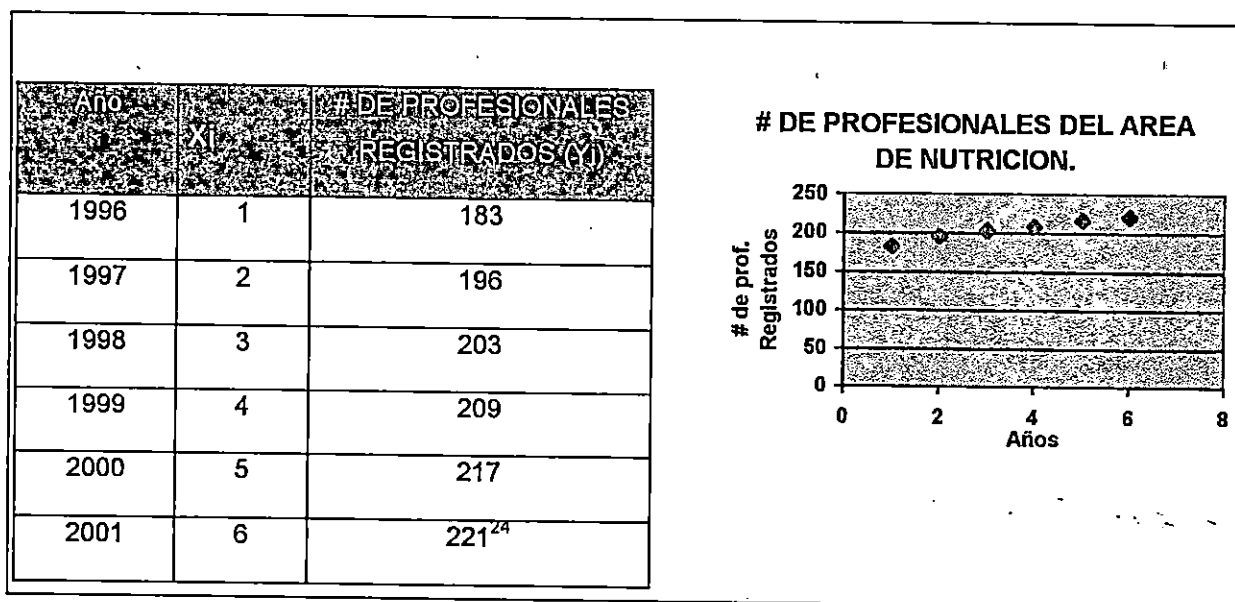 Año Xi # DE PROFESIONALES REGISTRADOS (Yi)
1996 1 183
1997 2 196
1998 3 203
1999 4 209
2000 5 217
2001 6 221²⁴
# DE PROFESIONALES DEL AREA
DE NUTRICION.
# de prof.
Registrados
250
200
150
100
50
0
0 2 4 6 8
Años